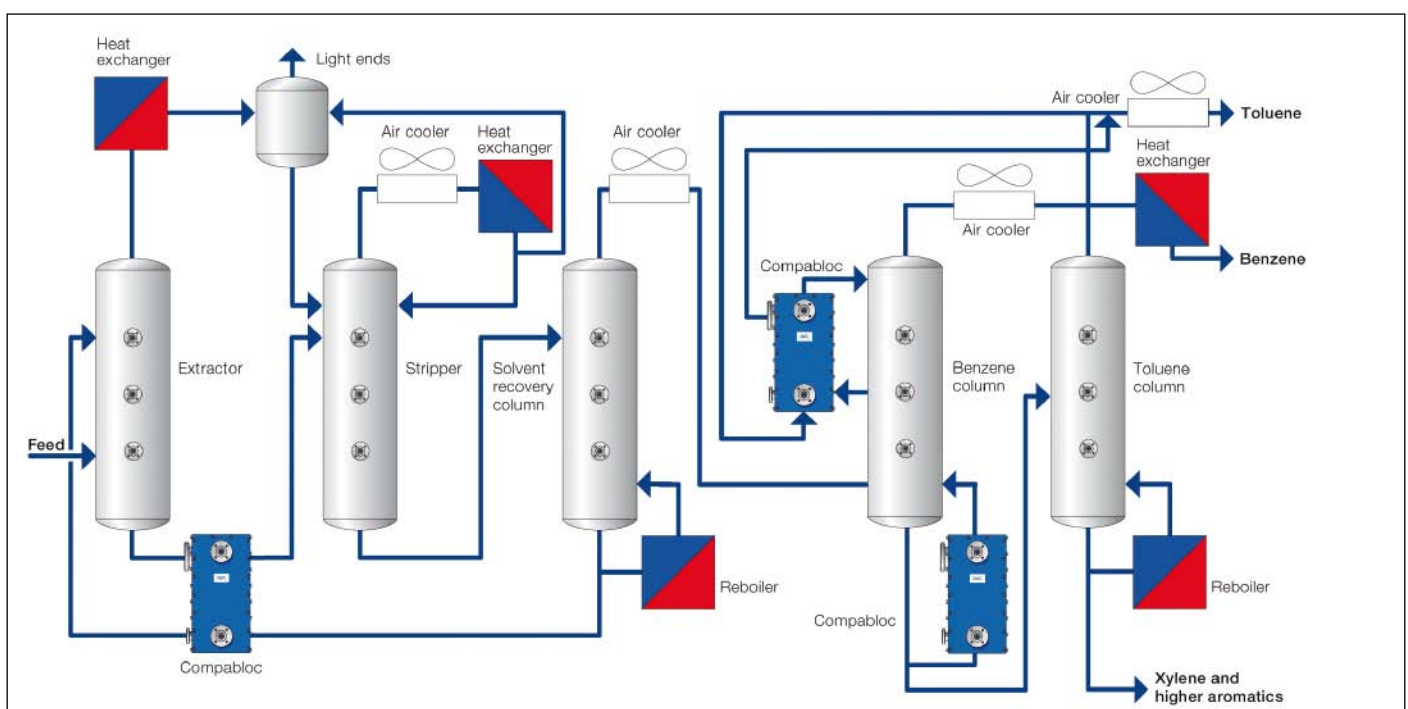 Heat
exchanger
Light ends
Air cooler
Heat
exchanger
Air cooler
Air cooler
Toluene
Heat
exchanger
Air cooler
Benzene
Compabloc
Extractor
Stripper
Solvent
recovery
column
Benzene
column
Toluene
column
Feed
Reboiler
Reboiler
Compabloc
Compabloc
Xylene and
higher aromatics